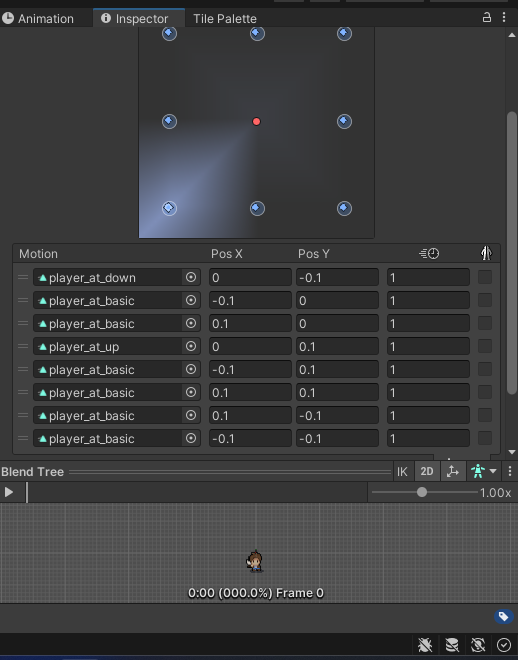 Animation Inspector Tile Palette
Motion Pos X Pos Y
player_at_down 0 -0.1 1
player_at_basic -0.1 0 1
player_at_basic 0.1 0 1
player_at_up 0 0.1 1
player_at_basic -0.1 0.1 1
player_at_basic 0.1 0.1 1
player_at_basic 0.1 -0.1 1
player_at_basic -0.1 -0.1 1
Blend Tree IK 2D
1.00x
0:00 (000.0%) Frame 0